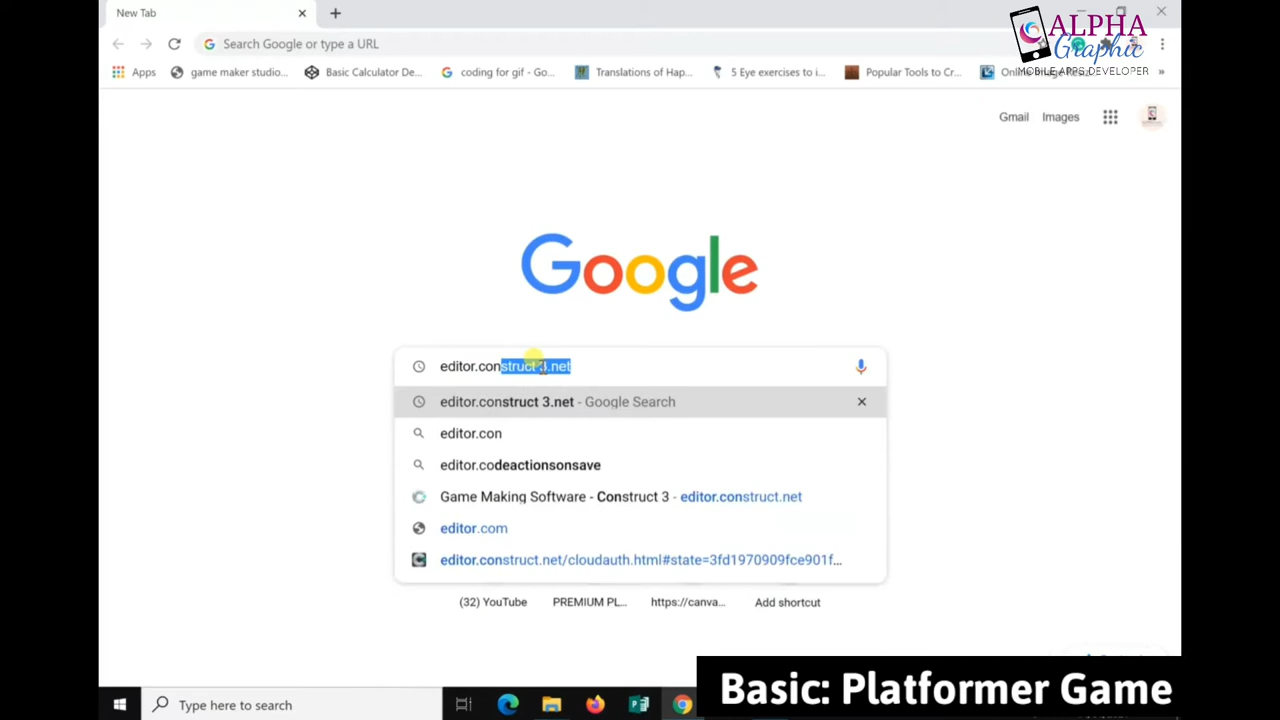 New Tab
ALPHA
Graphic
MOBILE APPS DEVELOPER
Search Google or type a URL
Apps
game maker studio...
Basic Calculator De...
coding for gif - Go...
Translations of Hap...
5 Eye exercises to i...
Popular Tools to Cr...
Gmail
Images
Google
editor.construct 3.net
editor.construct 3.net - Google Search
editor.con
editor.codeactionsonsave
Game Making Software - Construct 3 - editor.construct.net
editor.com
editor.construct.net/cloudauth.html#state=3fd1970909fce901f...
(32) YouTube
PREMIUM PL...
https://canva...
Add shortcut
Type here to search
Basic: Platformer Game